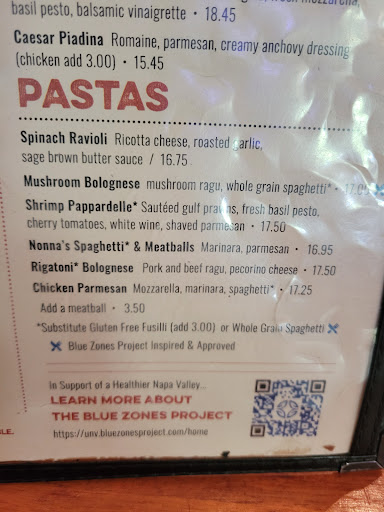 fresh mozzarella,
basil pesto, balsamic vinaigrette • 18.45
Caesar Piadina Romaine, parmesan, creamy anchovy dressing
(chicken add 3.00) • 15.45
PASTAS
Spinach Ravioli Ricotta cheese, roasted garlic,
sage brown butter sauce / 16.75
Mushroom Bolognese mushroom ragu, whole grain spaghetti* •
Shrimp Pappardelle* Sautéed gulf prawns, fresh basil pesto,
cherry tomatoes, white wine, shaved parmesan • 17.50
Nonna's Spaghetti* & Meatballs Marinara, parmesan • 16.95
Rigatoni* Bolognese Pork and beef ragu, pecorino cheese • 17.50
Chicken Parmesan Mozzarella, marinara, spaghetti* • 17.25
Add a meatball • 3.50
*Substitute Gluten Free Fusilli (add 3.00) or Whole Grain Spaghetti
Blue Zones Project Inspired & Approved
In Support of a Healthier Napa Valley...
LEARN MORE ABOUT
THE BLUE ZONES PROJECT
https://unv.bluezonesproject.com/home